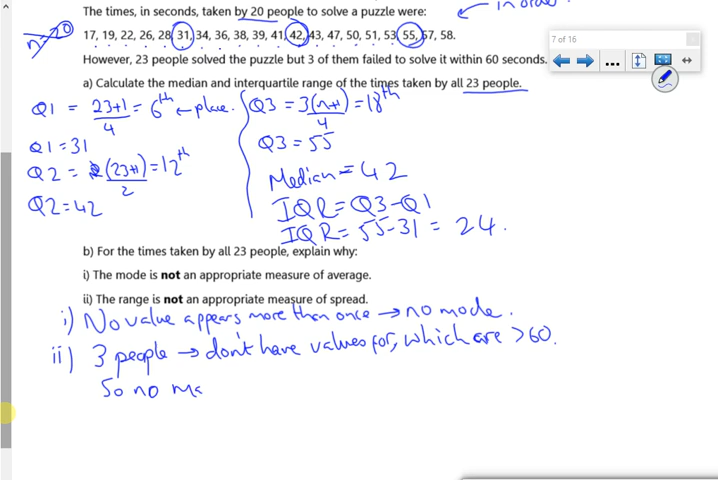 in order.
The times, in seconds, taken by 20 people to solve a puzzle were:
n=20
17, 19, 22, 26, 28, 31, 34, 36, 38, 39, 41, 42, 43, 47, 50, 51, 53, 55, 57, 58.
However, 23 people solved the puzzle but 3 of them failed to solve it within 60 seconds.
7 of 16
...
a) Calculate the median and interquartile range of the times taken by all 23 people.
Q1 = 23+1/4 = 6th ← place.
Q1 = 31
Q2 = (23+1)/2 = 12th
Q2 = 42
Q3 = 3(n+1)/4 = 18th
Q3 = 55
Median = 42
IQR = Q3-Q1
IQR = 55-31 = 24.
b) For the times taken by all 23 people, explain why:
i) The mode is not an appropriate measure of average.
ii) The range is not an appropriate measure of spread.
i) No value appears more than once → no mode.
ii) 3 people → don't have values for, which are >60.
So no ma